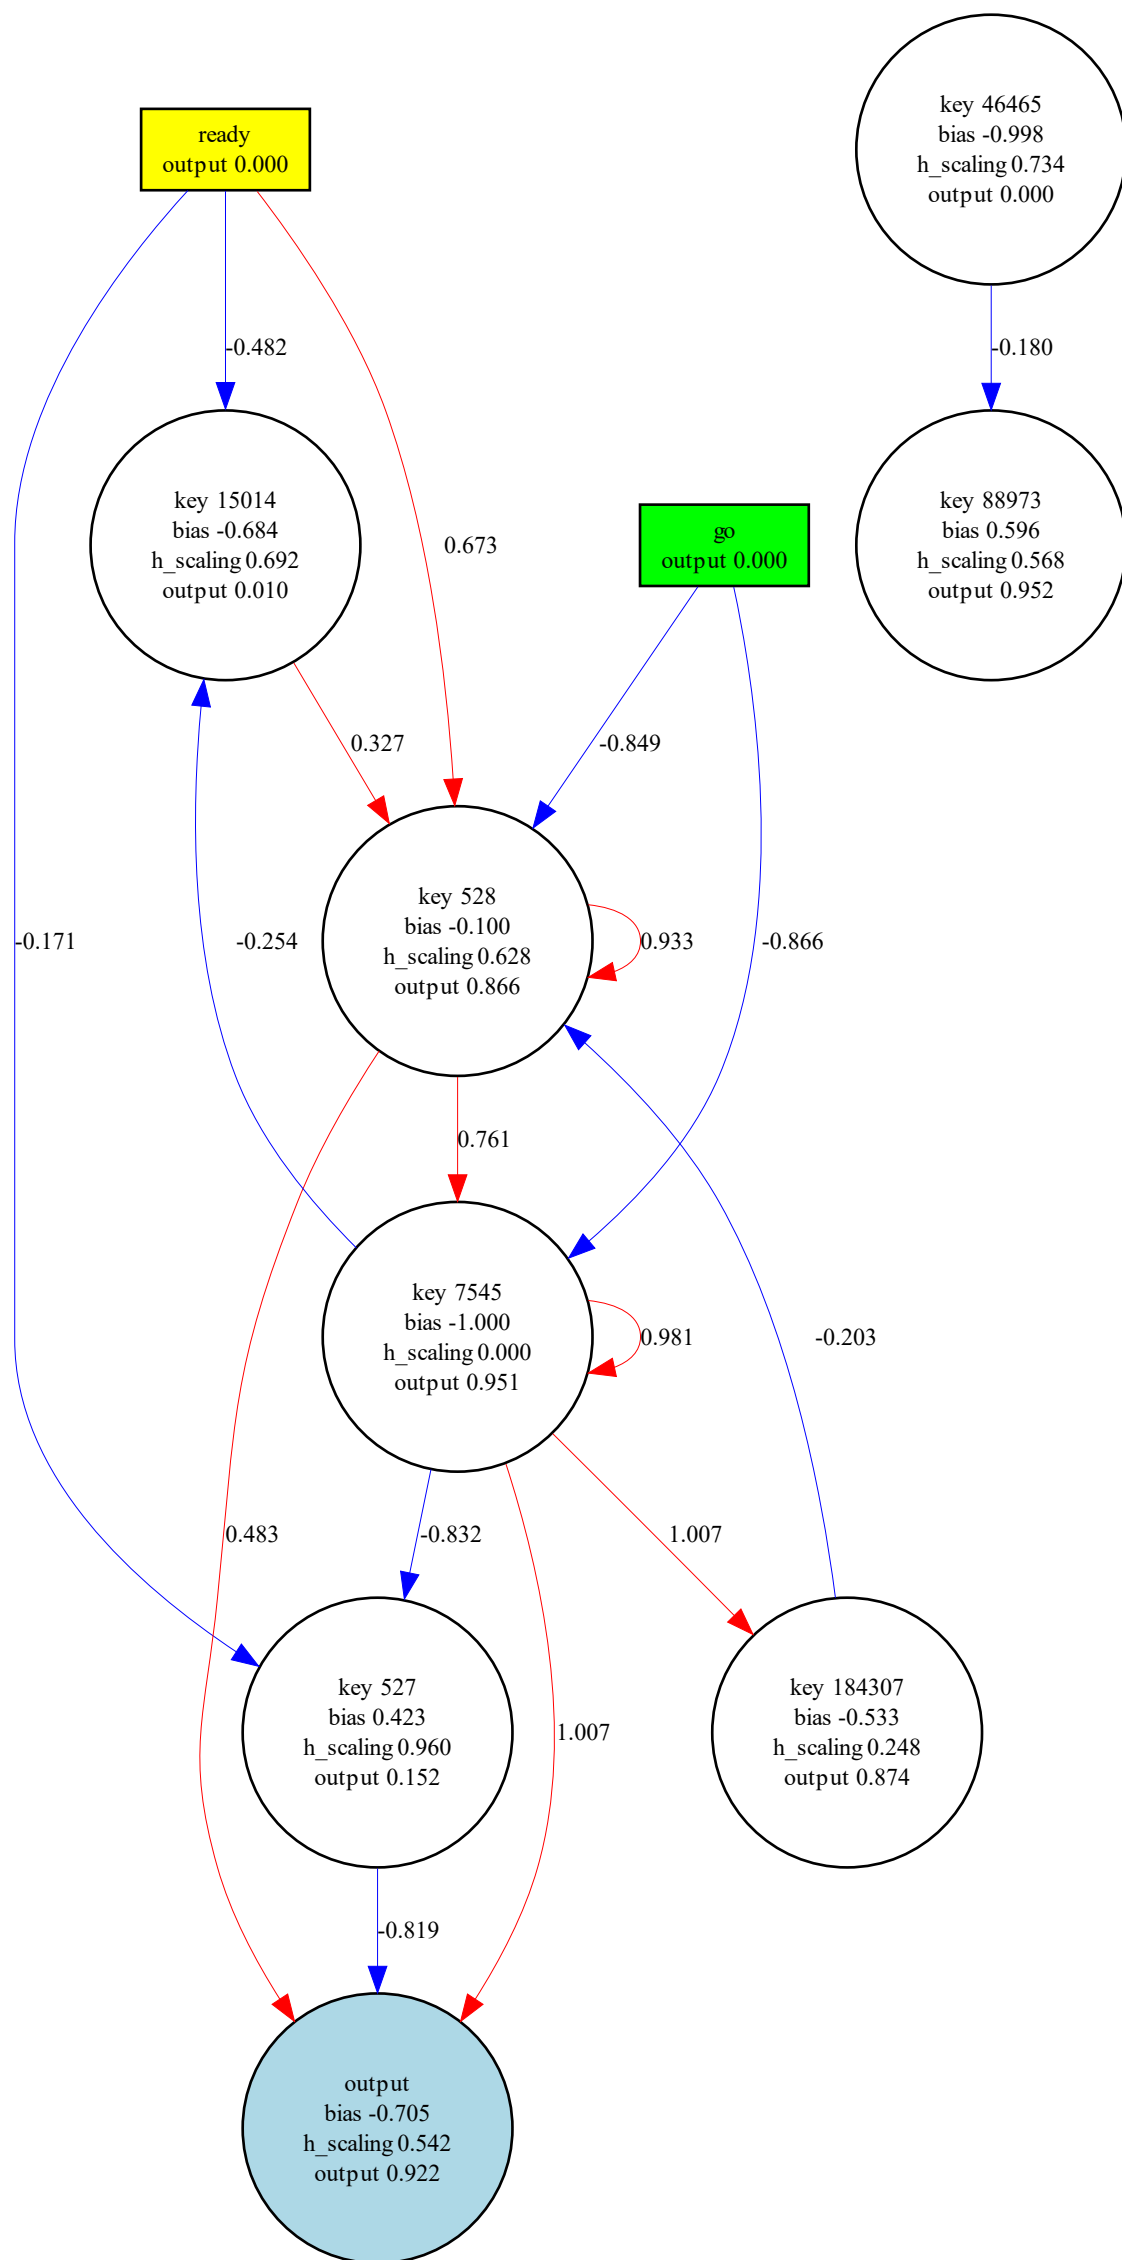 key 46465
bias -0.998
h_scaling 0.734
output 0.000
ready
output 0.000
-0.482
-0.180
key 15014
bias -0.684
h_scaling 0.692
output 0.010
0.673
go
output 0.000
key 88973
bias 0.596
h_scaling 0.568
output 0.952
0.327
-0.849
-0.171
-0.254
key 528
bias -0.100
h_scaling 0.628
output 0.866
0.933
-0.866
0.761
key 7545
bias -1.000
h_scaling 0.000
output 0.951
0.981
-0.203
0.483
-0.832
1.007
key 527
bias 0.423
h_scaling 0.960
output 0.152
1.007
key 184307
bias -0.533
h_scaling 0.248
output 0.874
-0.819
output
bias -0.705
h_scaling 0.542
output 0.922